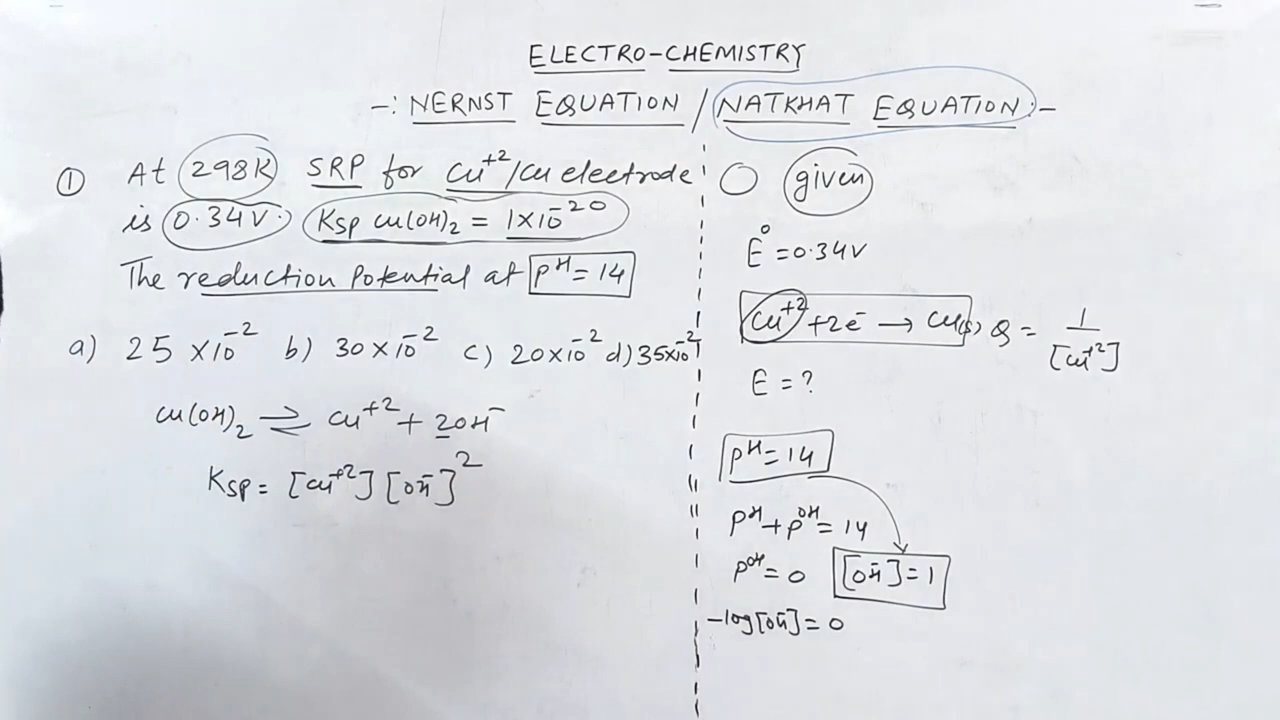 ELECTRO-CHEMISTRY
-: NERNST EQUATION / NATKHAT EQUATION:-
① At 298K SRP for Cu⁺²/Cu electrode
is 0.34V. Ksp Cu(OH)₂ = 1×10⁻²⁰
The reduction Potential at pH=14
a) 25×10⁻² b) 30×10⁻² c) 20×10⁻² d) 35×10⁻²
Cu(OH)₂ ⇌ Cu⁺² + 2OH⁻
Ksp = [Cu⁺²][OH⁻]²
given
E° = 0.34V
Cu⁺² + 2e⁻ → Cu(s) Q = 1/[Cu⁺²]
E = ?
pH = 14
pH + pOH = 14
pOH = 0 [OH⁻] = 1
-log[OH⁻] = 0